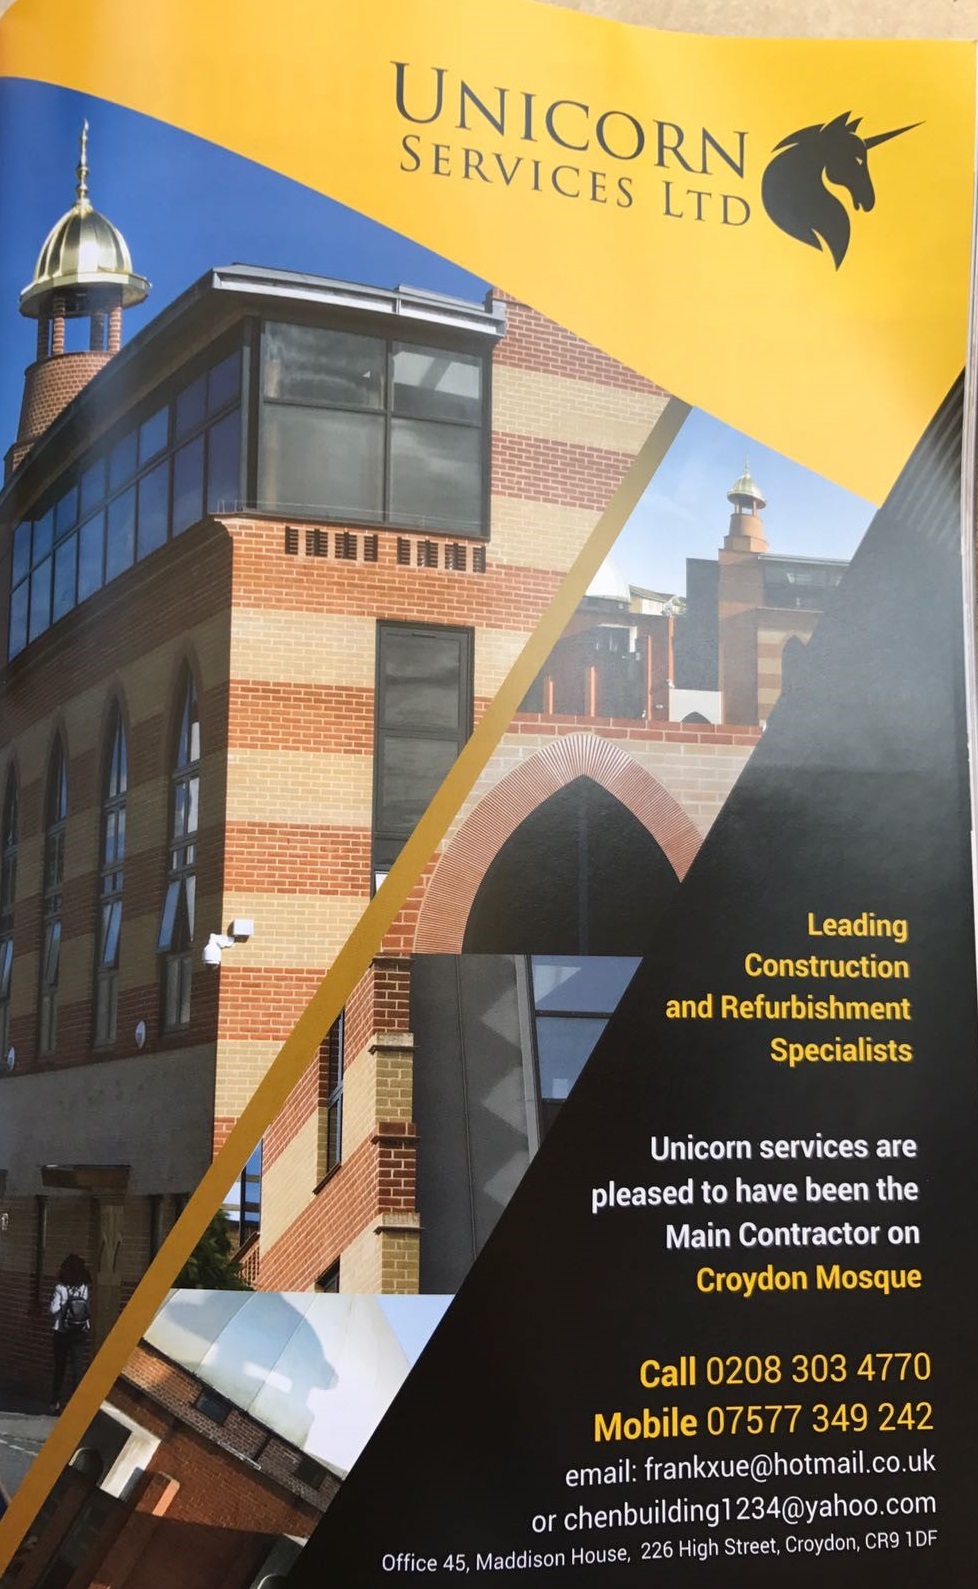 UNICORN
SERVICES LTD
Leading
Construction
and Refurbishment
Specialists
Unicorn services are
pleased to have been the
Main Contractor on
Croydon Mosque
Call 0208 303 4770
Mobile 07577 349 242
email: frankxue@hotmail.co.uk
or chenbuilding1234@yahoo.com
Office 45, Maddison House, 226 High Street, Croydon, CR9 1DF